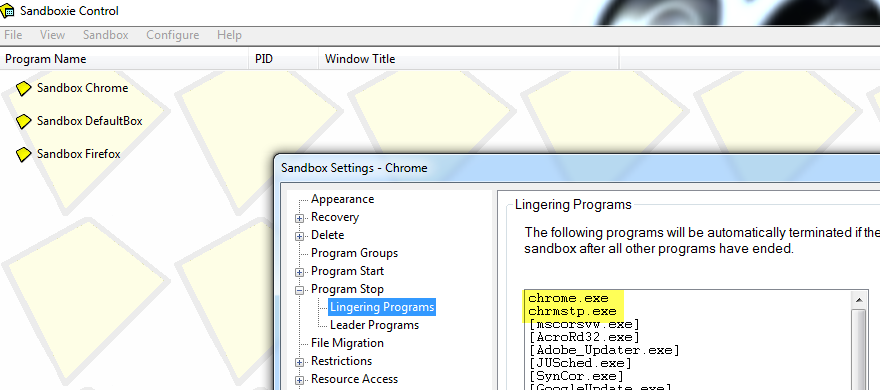 Sandboxie Control
File View Sandbox Configure Help
Program Name PID Window Title
Sandbox Chrome
Sandbox DefaultBox
Sandbox Firefox
Sandbox Settings - Chrome
Appearance
Recovery
Delete
Program Groups
Program Start
Program Stop
Lingering Programs
Leader Programs
File Migration
Restrictions
Resource Access
Lingering Programs
The following programs will be automatically terminated if the
sandbox after all other programs have ended.
chrome.exe
chrmstp.exe
[mscorsvw.exe]
[AcroRd32.exe]
[Adobe_Updater.exe]
[JUSched.exe]
[SynCor.exe]
[GoogleUpdate.exe]